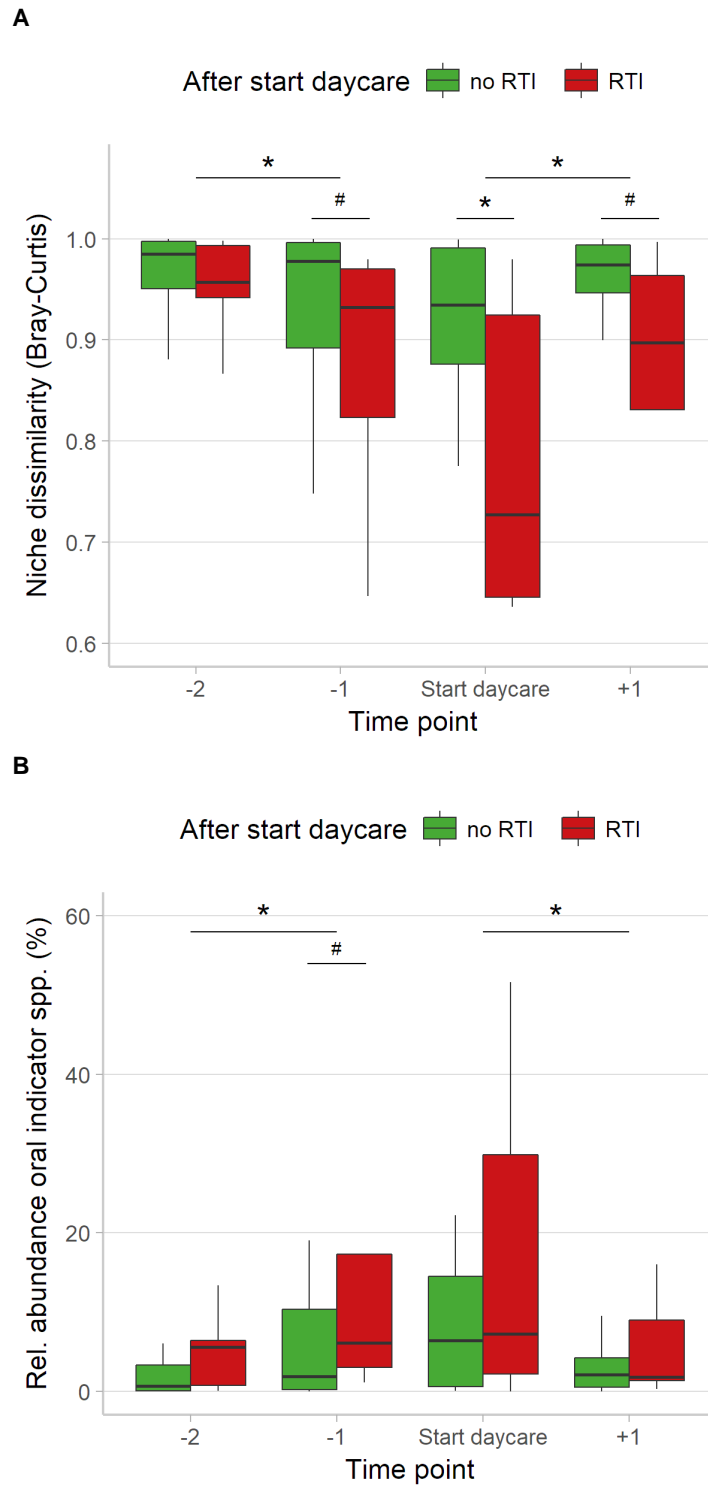 A
After start daycare no RTI RTI
* *
# * #
1.0
0.9
0.8
0.7
0.6
Niche dissimilarity (Bray-Curtis)
-2 -1 Start daycare +1
Time point
B
After start daycare no RTI RTI
* *
#
60
40
20
0
Rel. abundance oral indicator spp. (%)
-2 -1 Start daycare +1
Time point